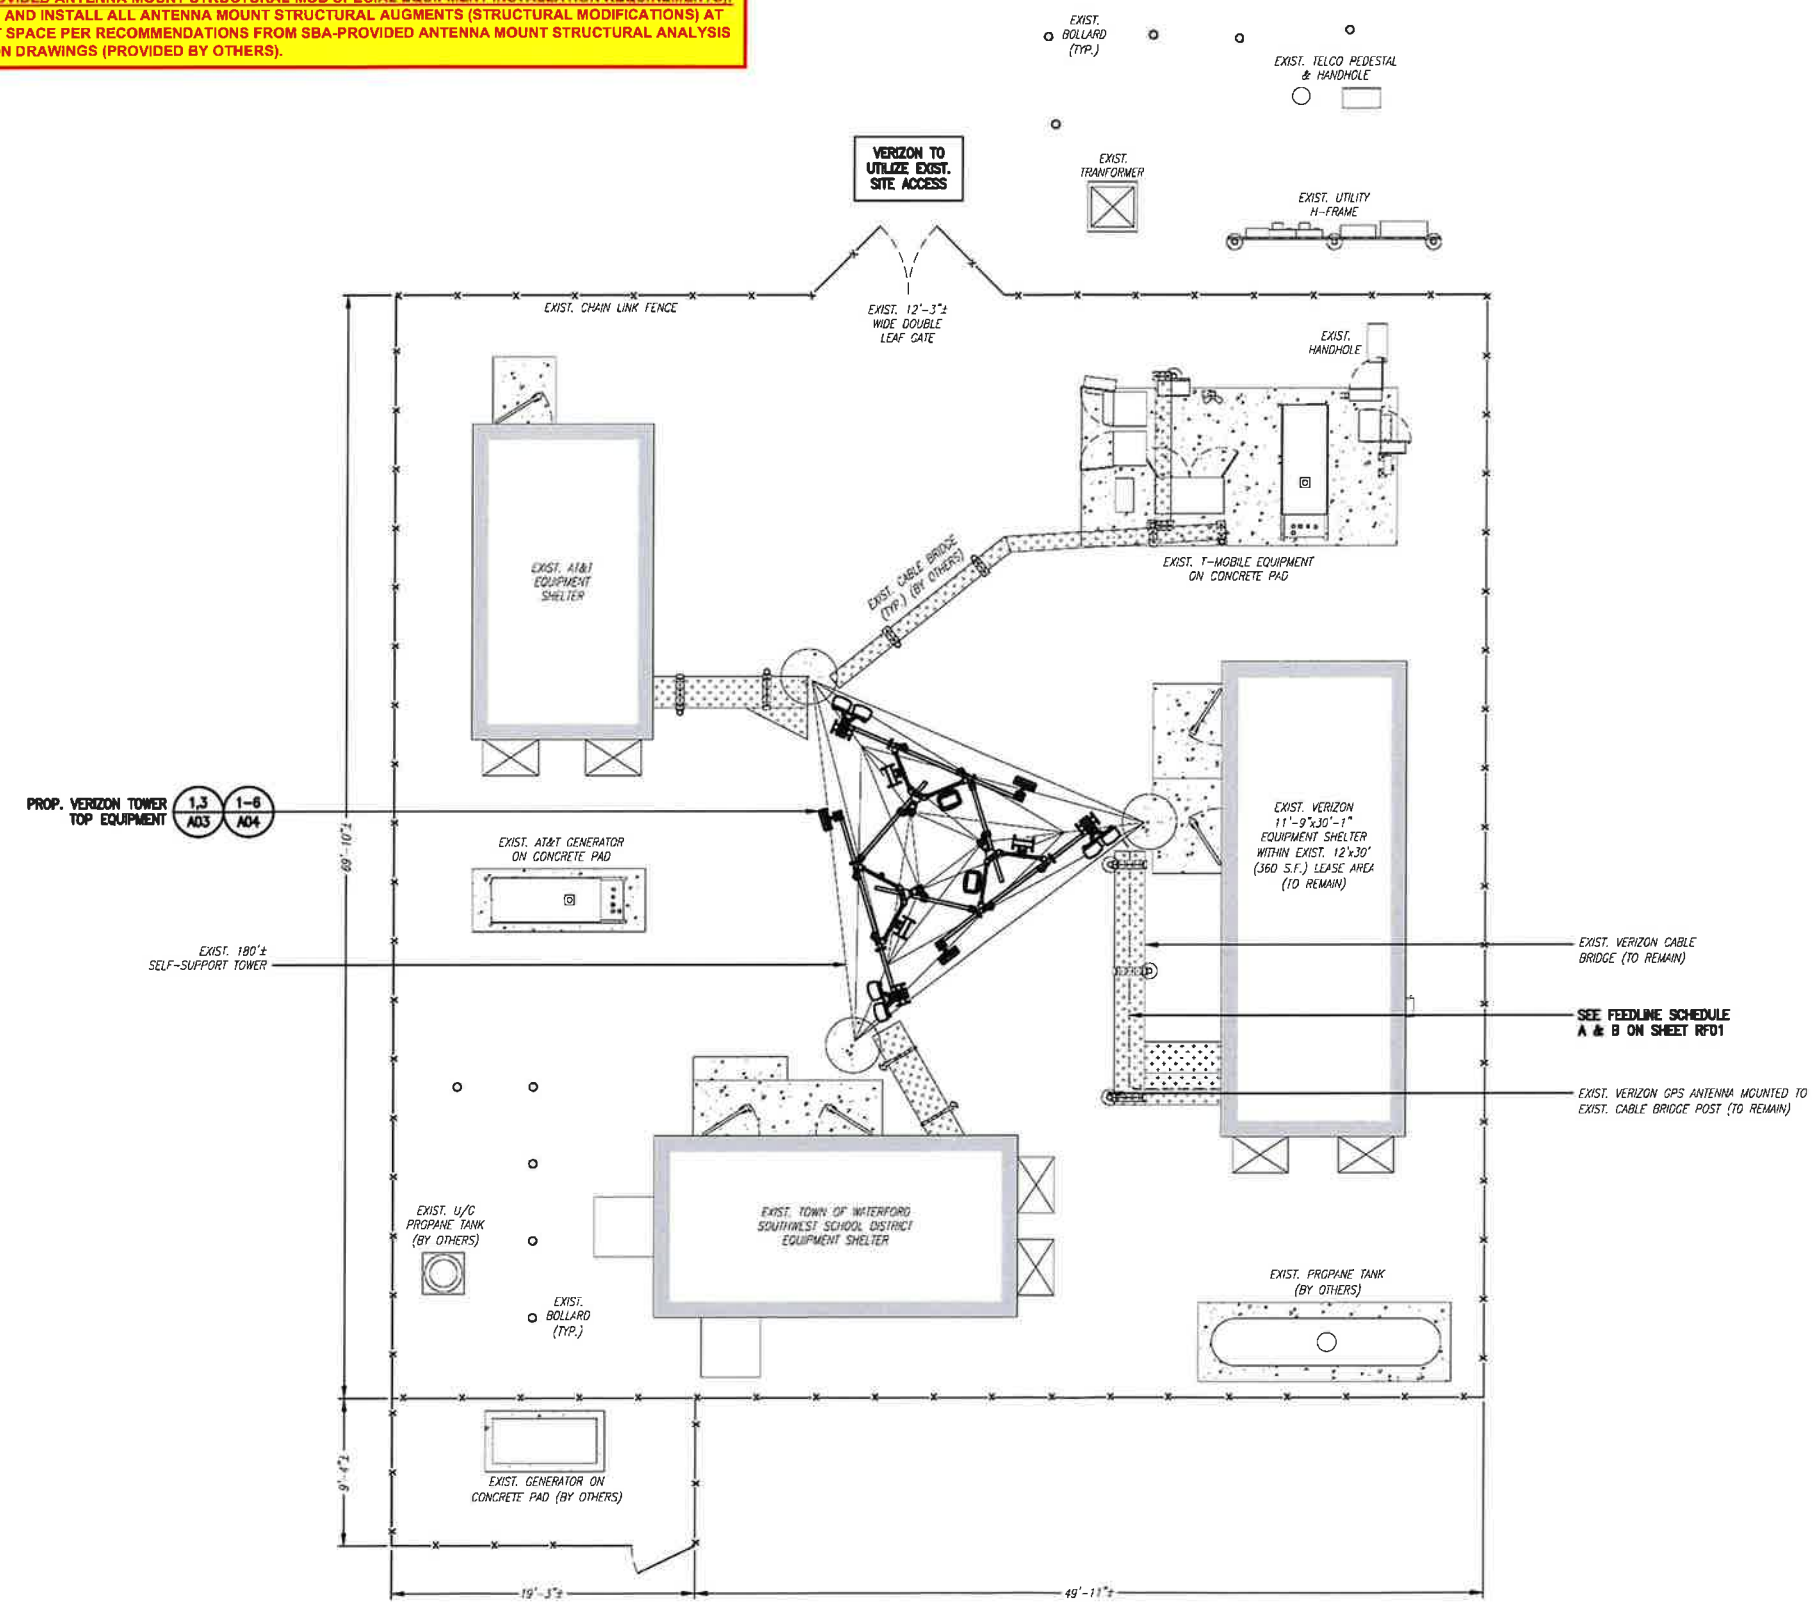 AND INSTALL ALL ANTENNA MOUNT STRUCTURAL AUGMENTS (STRUCTURAL MODIFICATIONS) AT
SPACE PER RECOMMENDATIONS FROM SBA-PROVIDED ANTENNA MOUNT STRUCTURAL ANALYSIS
DRAWINGS (PROVIDED BY OTHERS).
EXIST.
BOLLARD
(TYP.)
EXIST. TELCO PEDESTAL
& HANDHOLE
VERIZON TO
UTILIZE EXIST.
SITE ACCESS
EXIST.
TRANFORMER
EXIST. UTILITY
H-FRAME
EXIST. CHAIN LINK FENCE
EXIST. 12'-3"±
WIDE DOUBLE
LEAF GATE
EXIST.
HANDHOLE
EXIST. CABLE BRIDGE
(TYP.) (BY OTHERS)
EXIST. T-MOBILE EQUIPMENT
ON CONCRETE PAD
EXIST. AT&T
EQUIPMENT
SHELTER
PROP. VERIZON TOWER
TOP EQUIPMENT
1,3
A03
1-6
A04
69'-10"±
EXIST. AT&T GENERATOR
ON CONCRETE PAD
EXIST. VERIZON
11'-9"x30'-1"
EQUIPMENT SHELTER
WITHIN EXIST. 12'x30'
(360 S.F.) LEASE AREA
(TO REMAIN)
EXIST. 180'±
SELF-SUPPORT TOWER
EXIST. VERIZON CABLE
BRIDGE (TO REMAIN)
SEE FEEDLINE SCHEDULE
A & B ON SHEET RF01
EXIST. VERIZON GPS ANTENNA MOUNTED TO
EXIST. CABLE BRIDGE POST (TO REMAIN)
EXIST. U/G
PROPANE TANK
(BY OTHERS)
EXIST. TOWN OF WATERFORD
SOUTHWEST SCHOOL DISTRICT
EQUIPMENT SHELTER
EXIST.
BOLLARD
(TYP.)
EXIST. PROPANE TANK
(BY OTHERS)
9'-4"±
EXIST. GENERATOR ON
CONCRETE PAD (BY OTHERS)
19'-3"±
49'-11"±